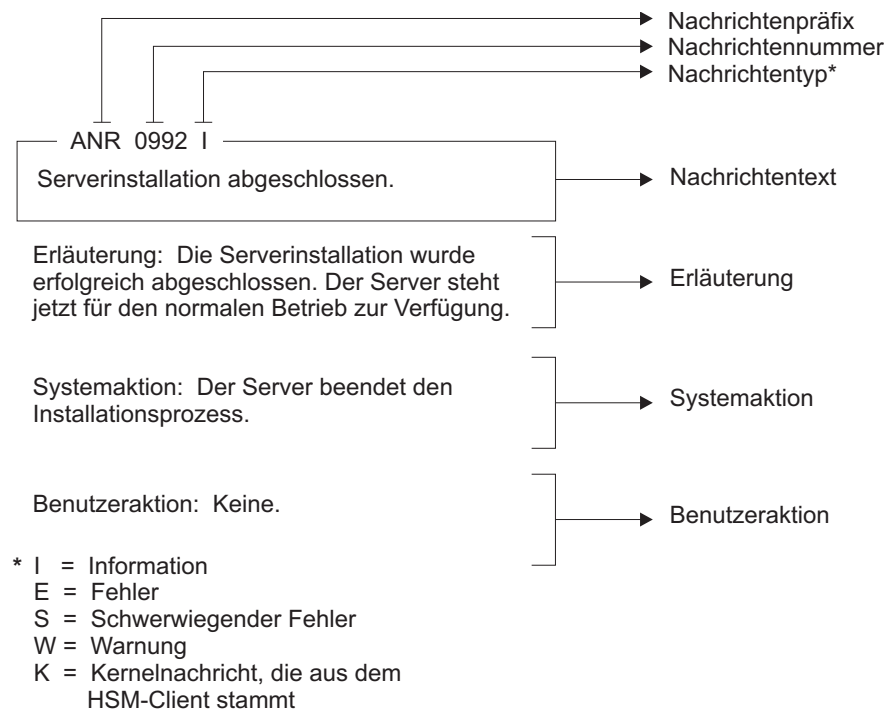 Nachrichtenpräfix
Nachrichtennummer
Nachrichtentyp*
ANR 0992 I
Serverinstallation abgeschlossen.
Nachrichtentext
Erläuterung: Die Serverinstallation wurde
erfolgreich abgeschlossen. Der Server steht
jetzt für den normalen Betrieb zur Verfügung.
Erläuterung
Systemaktion: Der Server beendet den
Installationsprozess.
Systemaktion
Benutzeraktion: Keine.
Benutzeraktion
* I = Information
E = Fehler
S = Schwerwiegender Fehler
W = Warnung
K = Kernelnachricht, die aus dem
HSM-Client stammt